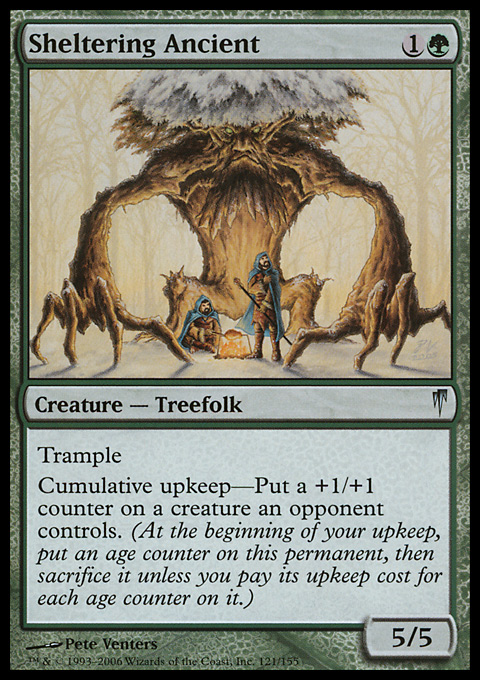 Sheltering Ancient 1
Creature — Treefolk
Trample
Cumulative upkeep—Put a +1/+1
counter on a creature an opponent
controls. (At the beginning of your upkeep,
put an age counter on this permanent, then
sacrifice it unless you pay its upkeep cost for
each age counter on it.)
Pete Venters
™ & © 1993–2006 Wizards of the Coast, Inc. 121/155
5/5